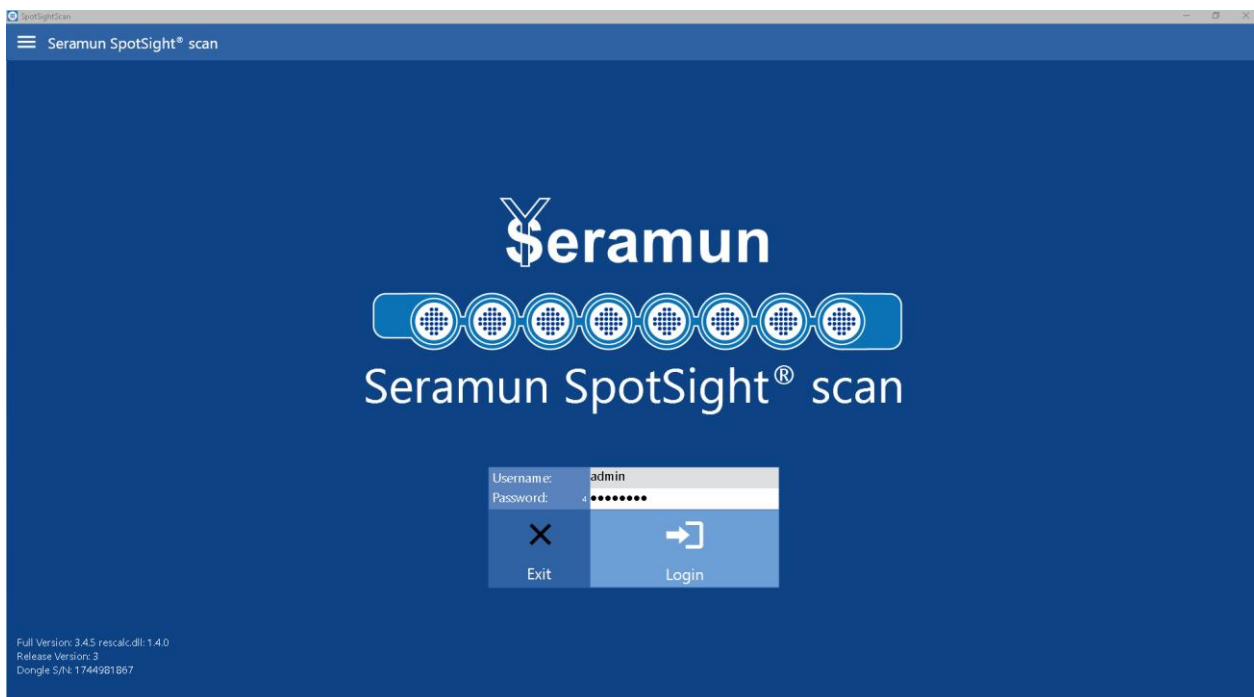 SpotSightScan
Seramun SpotSight® scan
Seramun
Seramun SpotSight® scan
Username: admin
Password: 4 ●●●●●●●●
Exit Login
Full Version: 3.4.5 rescalc.dll: 1.4.0
Release Version: 3
Dongle S/N: 1744981867